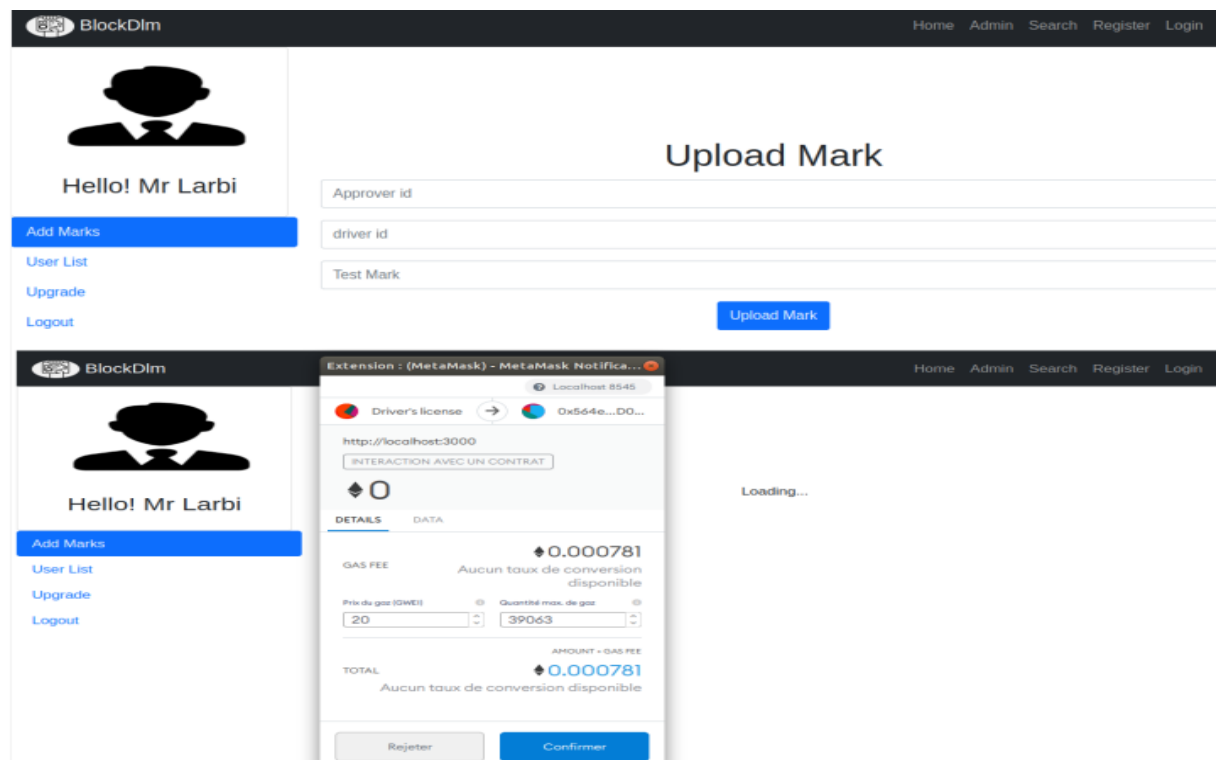 BlockDlm
Home Admin Search Register Login
Hello! Mr Larbi
Add Marks
User List
Upgrade
Logout
Upload Mark
Approver id
driver id
Test Mark
Upload Mark
BlockDlm
Home Admin Search Register Login
Hello! Mr Larbi
Add Marks
User List
Upgrade
Logout
Extension : (MetaMask) - MetaMask Notifica...
Localhost 8545
Driver's license 0x564e...D0...
http://localhost:3000
INTERACTION AVEC UN CONTRAT
0
DETAILS DATA
GAS FEE 0.000781
Aucun taux de conversion
disponible
Prix du gaz (GWEI) Quantité max. de gaz
20 39063
AMOUNT + GAS FEE
TOTAL 0.000781
Aucun taux de conversion disponible
Rejeter Confirmer
Loading...